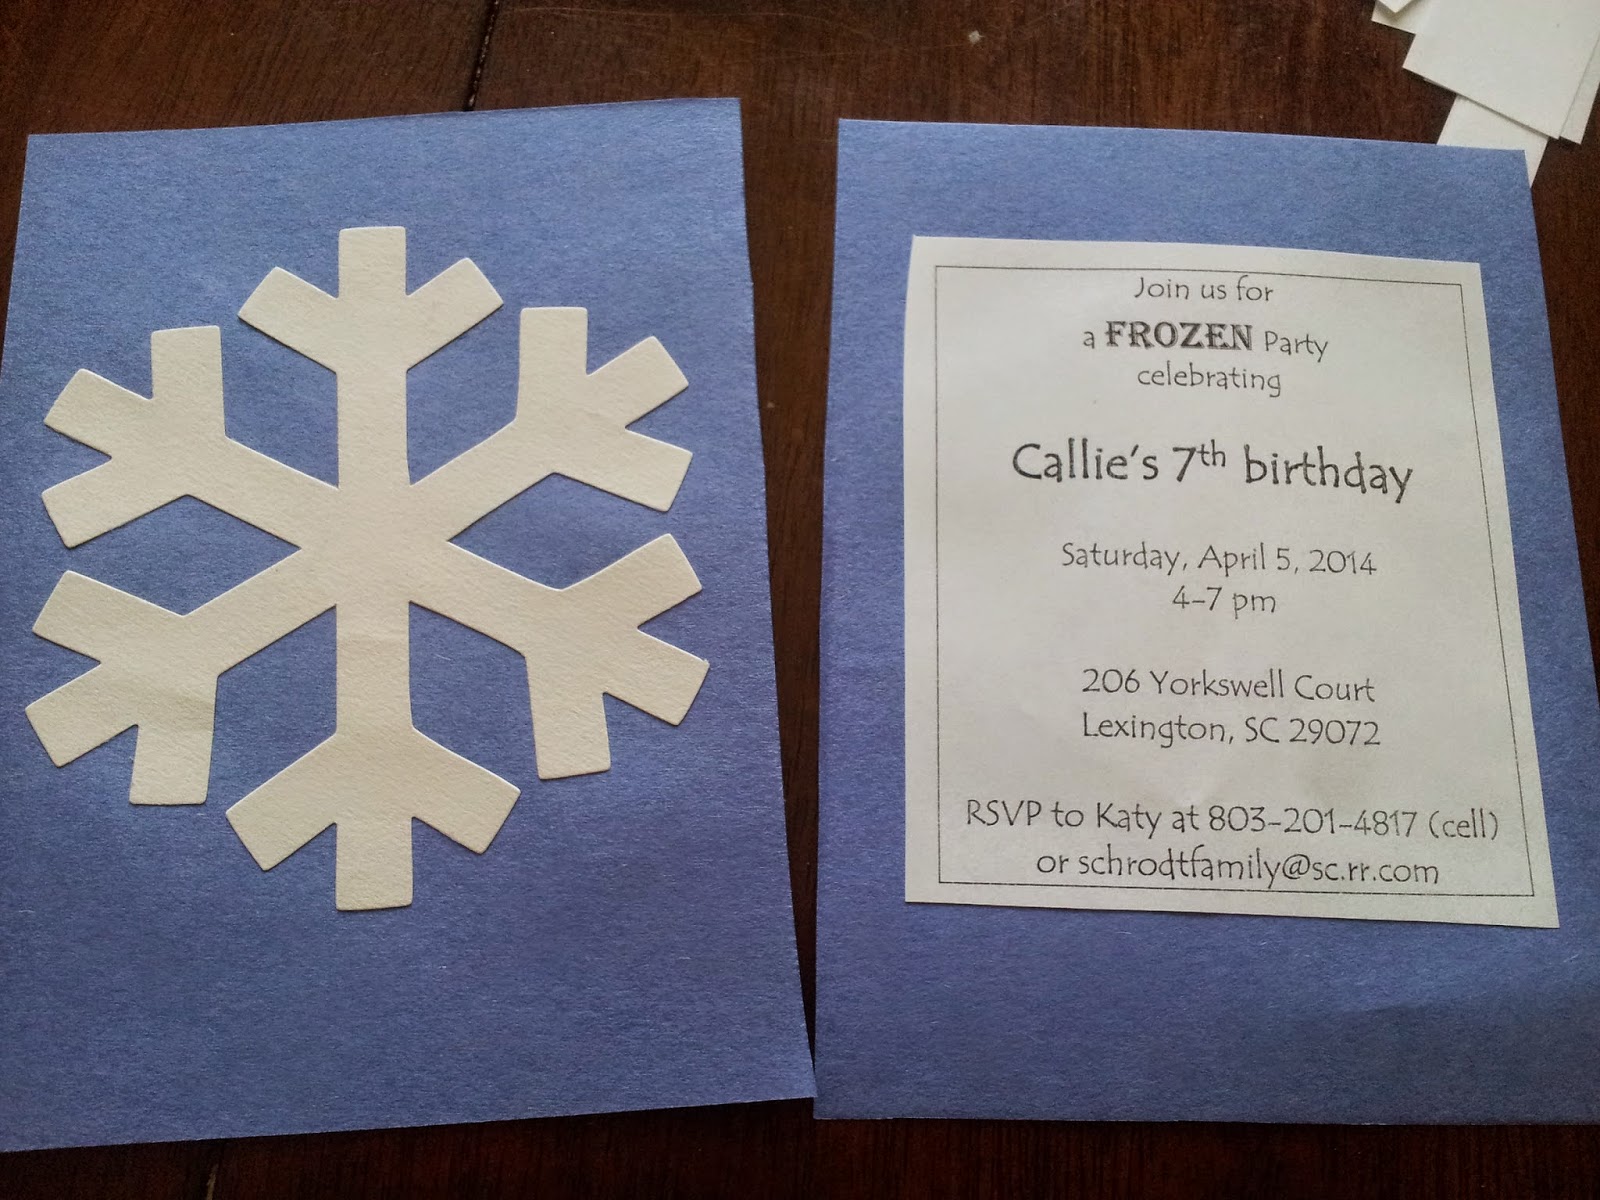 Join us for
a FROZEN Party
celebrating
Callie's 7th birthday
Saturday, April 5, 2014
4-7 pm
206 Yorkswell Court
Lexington, SC 29072
RSVP to Katy at 803-201-4817 (cell)
or schrodtfamily@sc.rr.com